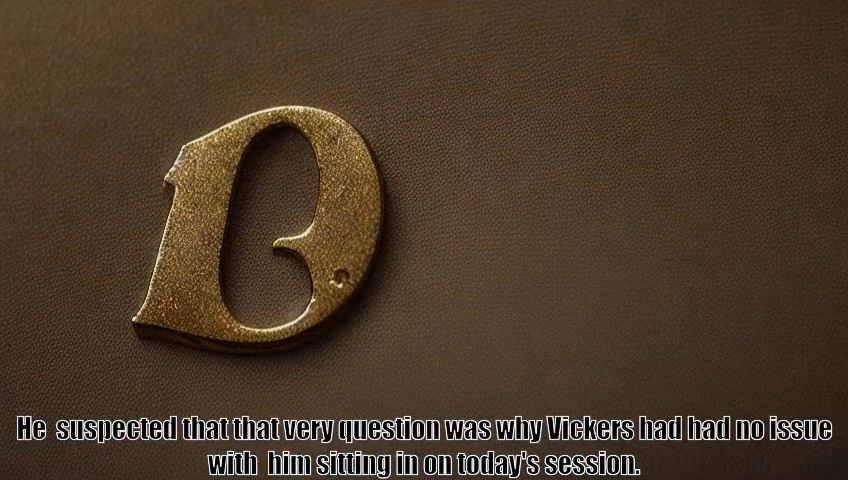 He  suspected that that very question was why Vickers had had no issue
with  him sitting in on today's session.